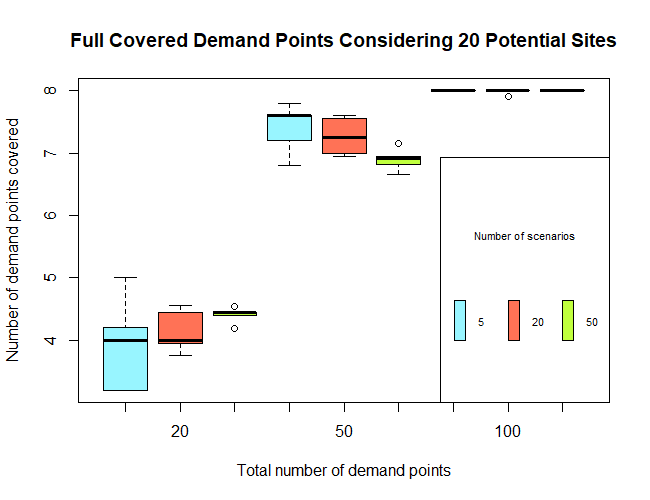 Full Covered Demand Points Considering 20 Potential Sites
Number of demand points covered
8
7
6
5
4
Number of scenarios
5 20 50
20 50 100
Total number of demand points